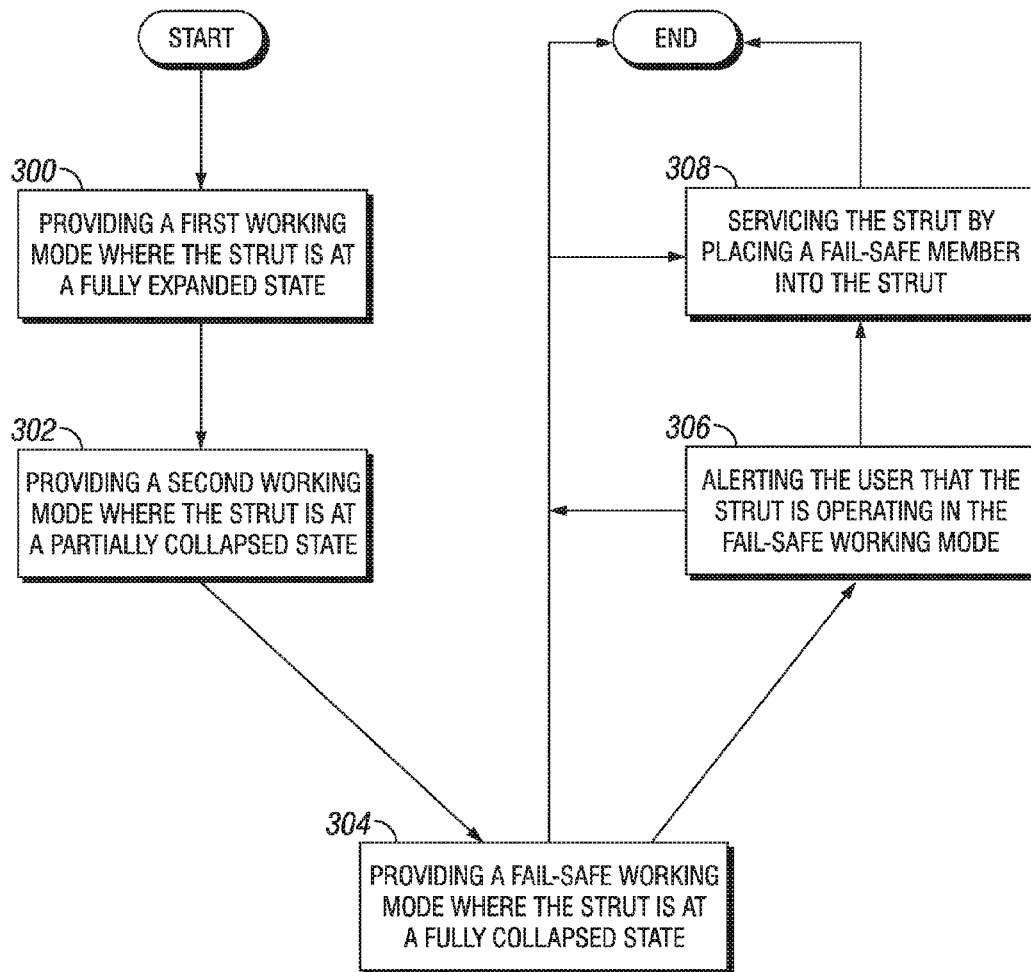 START
END
300
PROVIDING A FIRST WORKING
MODE WHERE THE STRUT IS AT
A FULLY EXPANDED STATE
308
SERVICING THE STRUT BY
PLACING A FAIL-SAFE MEMBER
INTO THE STRUT
302
PROVIDING A SECOND WORKING
MODE WHERE THE STRUT IS AT
A PARTIALLY COLLAPSED STATE
306
ALERTING THE USER THAT THE
STRUT IS OPERATING IN THE
FAIL-SAFE WORKING MODE
304
PROVIDING A FAIL-SAFE WORKING
MODE WHERE THE STRUT IS AT
A FULLY COLLAPSED STATE